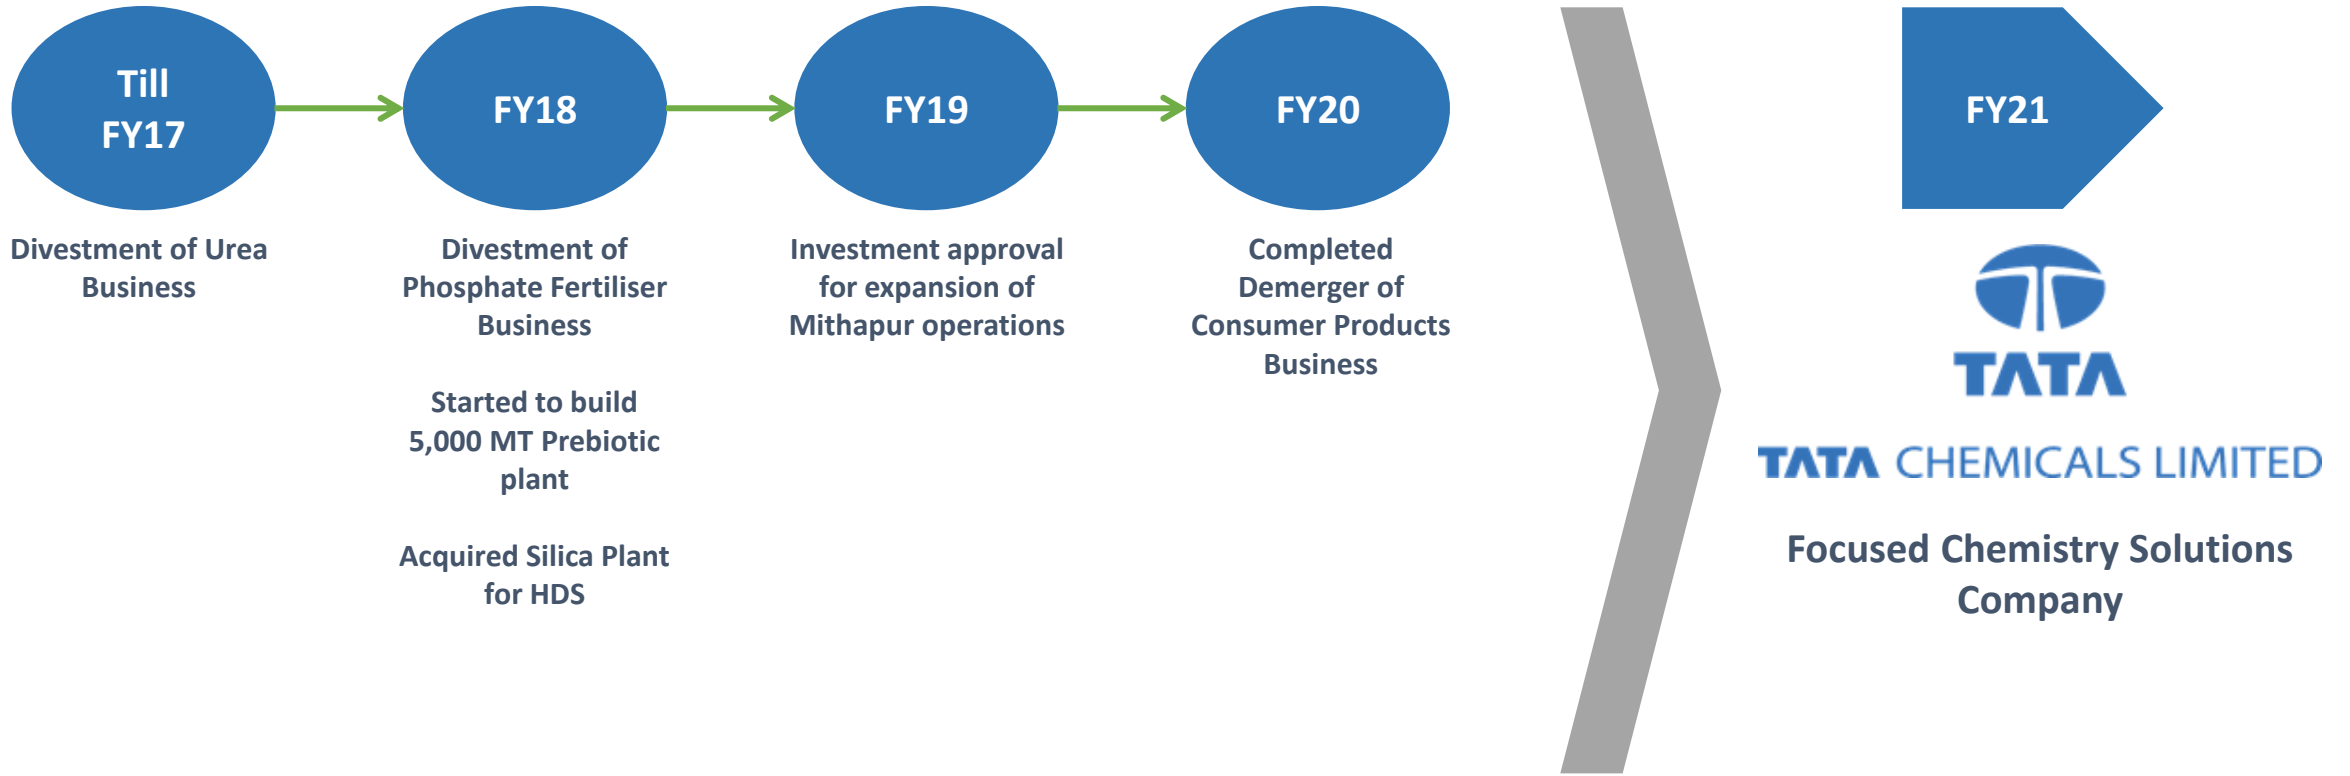 Till
FY17
FY18
FY19
FY20
FY21
Divestment of Urea
Business
Divestment of
Phosphate Fertiliser
Business
Started to build
5,000 MT Prebiotic
plant
Acquired Silica Plant
for HDS
Investment approval
for expansion of
Mithapur operations
Completed
Demerger of
Consumer Products
Business
TATA
TATA CHEMICALS LIMITED
Focused Chemistry Solutions
Company